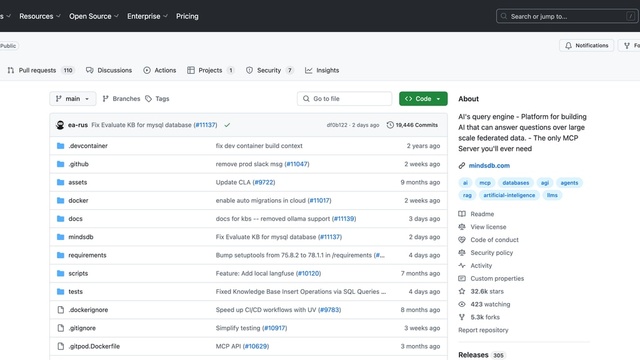 s Resources Open Source Enterprise Pricing Search or jump to... /
Public Notifications Fo
Pull requests 110 Discussions Actions Projects 1 Security 7 Insights
main Branches Tags Go to file Code
ea-rus Fix Evaluate KB for mysql database (#11137) df0b122 · 2 days ago 19,446 Commits
.devcontainer fix dev container build context 2 years ago
.github remove prod slack msg (#11047) 2 weeks ago
assets Update CLA (#9722) 9 months ago
docker enable auto migrations in cloud (#11017) 2 weeks ago
docs docs for kbs -- removed ollama support (#11139) 3 days ago
mindsdb Fix Evaluate KB for mysql database (#11137) 2 days ago
requirements Bump setuptools from 75.8.2 to 78.1.1 in /requirements (#... 4 days ago
scripts Feature: Add local langfuse (#10120) 7 months ago
tests Fixed Knowledge Base Insert Operations via SQL Queries ... 4 days ago
.dockerignore Speed up CI/CD workflows with UV (#9783) 8 months ago
.gitignore Simplify testing (#10917) 3 weeks ago
.gitpod.Dockerfile MCP API (#10629) 3 months ago
About
AI's query engine - Platform for building
AI that can answer questions over large
scale federated data. - The only MCP
Server you'll ever need
mindsdb.com
ai mcp databases agi agents
rag artificial-inteligence llms
Readme
View license
Code of conduct
Security policy
Activity
Custom properties
32.6k stars
423 watching
5.3k forks
Report repository
Releases 305